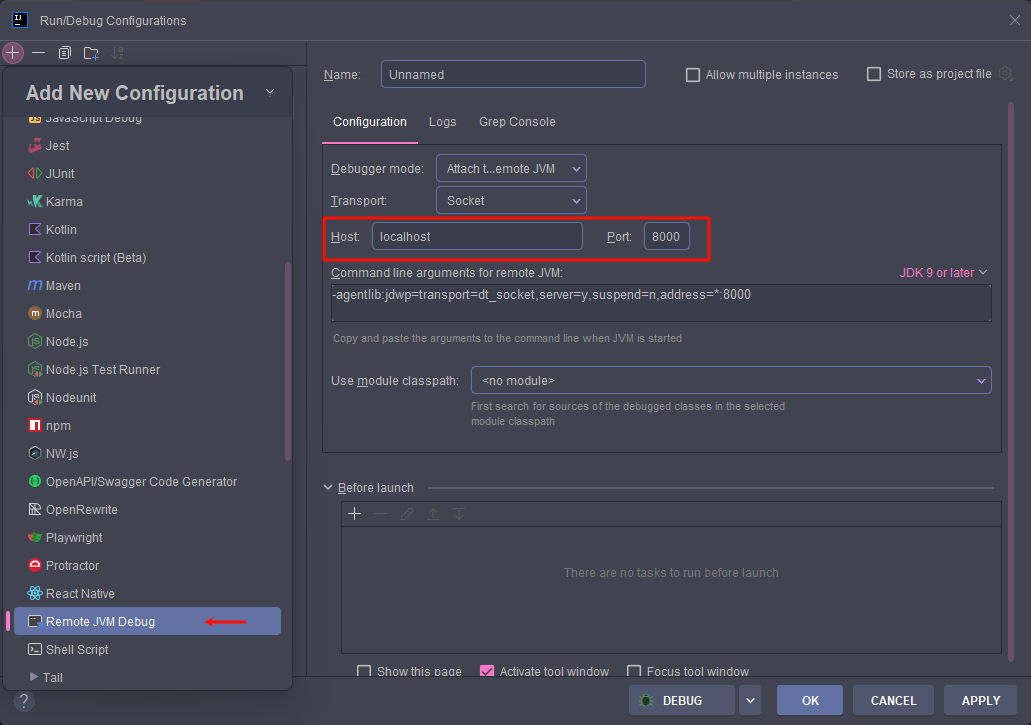 Run/Debug Configurations
Add New Configuration
JavaScript Debug
Jest
JUnit
Karma
Kotlin
Kotlin script (Beta)
Maven
Mocha
Node.js
Node.js Test Runner
Nodeunit
npm
NW.js
OpenAPI/Swagger Code Generator
OpenRewrite
Playwright
Protractor
React Native
Remote JVM Debug
Shell Script
Tail
?
Name: Unnamed Allow multiple instances Store as project file
Configuration Logs Grep Console
Debugger mode: Attach t...emote JVM
Transport: Socket
Host: localhost Port: 8000
Command line arguments for remote JVM: JDK 9 or later
-agentlib:jdwp=transport=dt_socket,server=y,suspend=n,address=*:8000
Copy and paste the arguments to the command line when JVM is started
Use module classpath: <no module>
First search for sources of the debugged classes in the selected
module classpath
Before launch
There are no tasks to run before launch
Show this page Activate tool window Focus tool window
DEBUG OK CANCEL APPLY